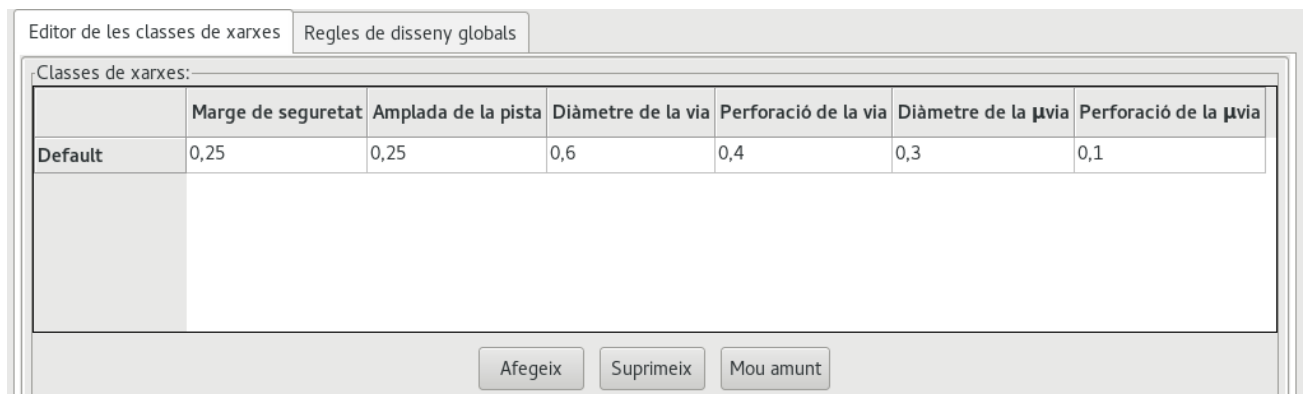 Editor de les classes de xarxes Regles de disseny globals
Classes de xarxes:
Marge de seguretat Amplada de la pista Diàmetre de la via Perforació de la via Diàmetre de la µvia Perforació de la µvia
Default 0,25 0,25 0,6 0,4 0,3 0,1
Afegeix Suprimeix Mou amunt